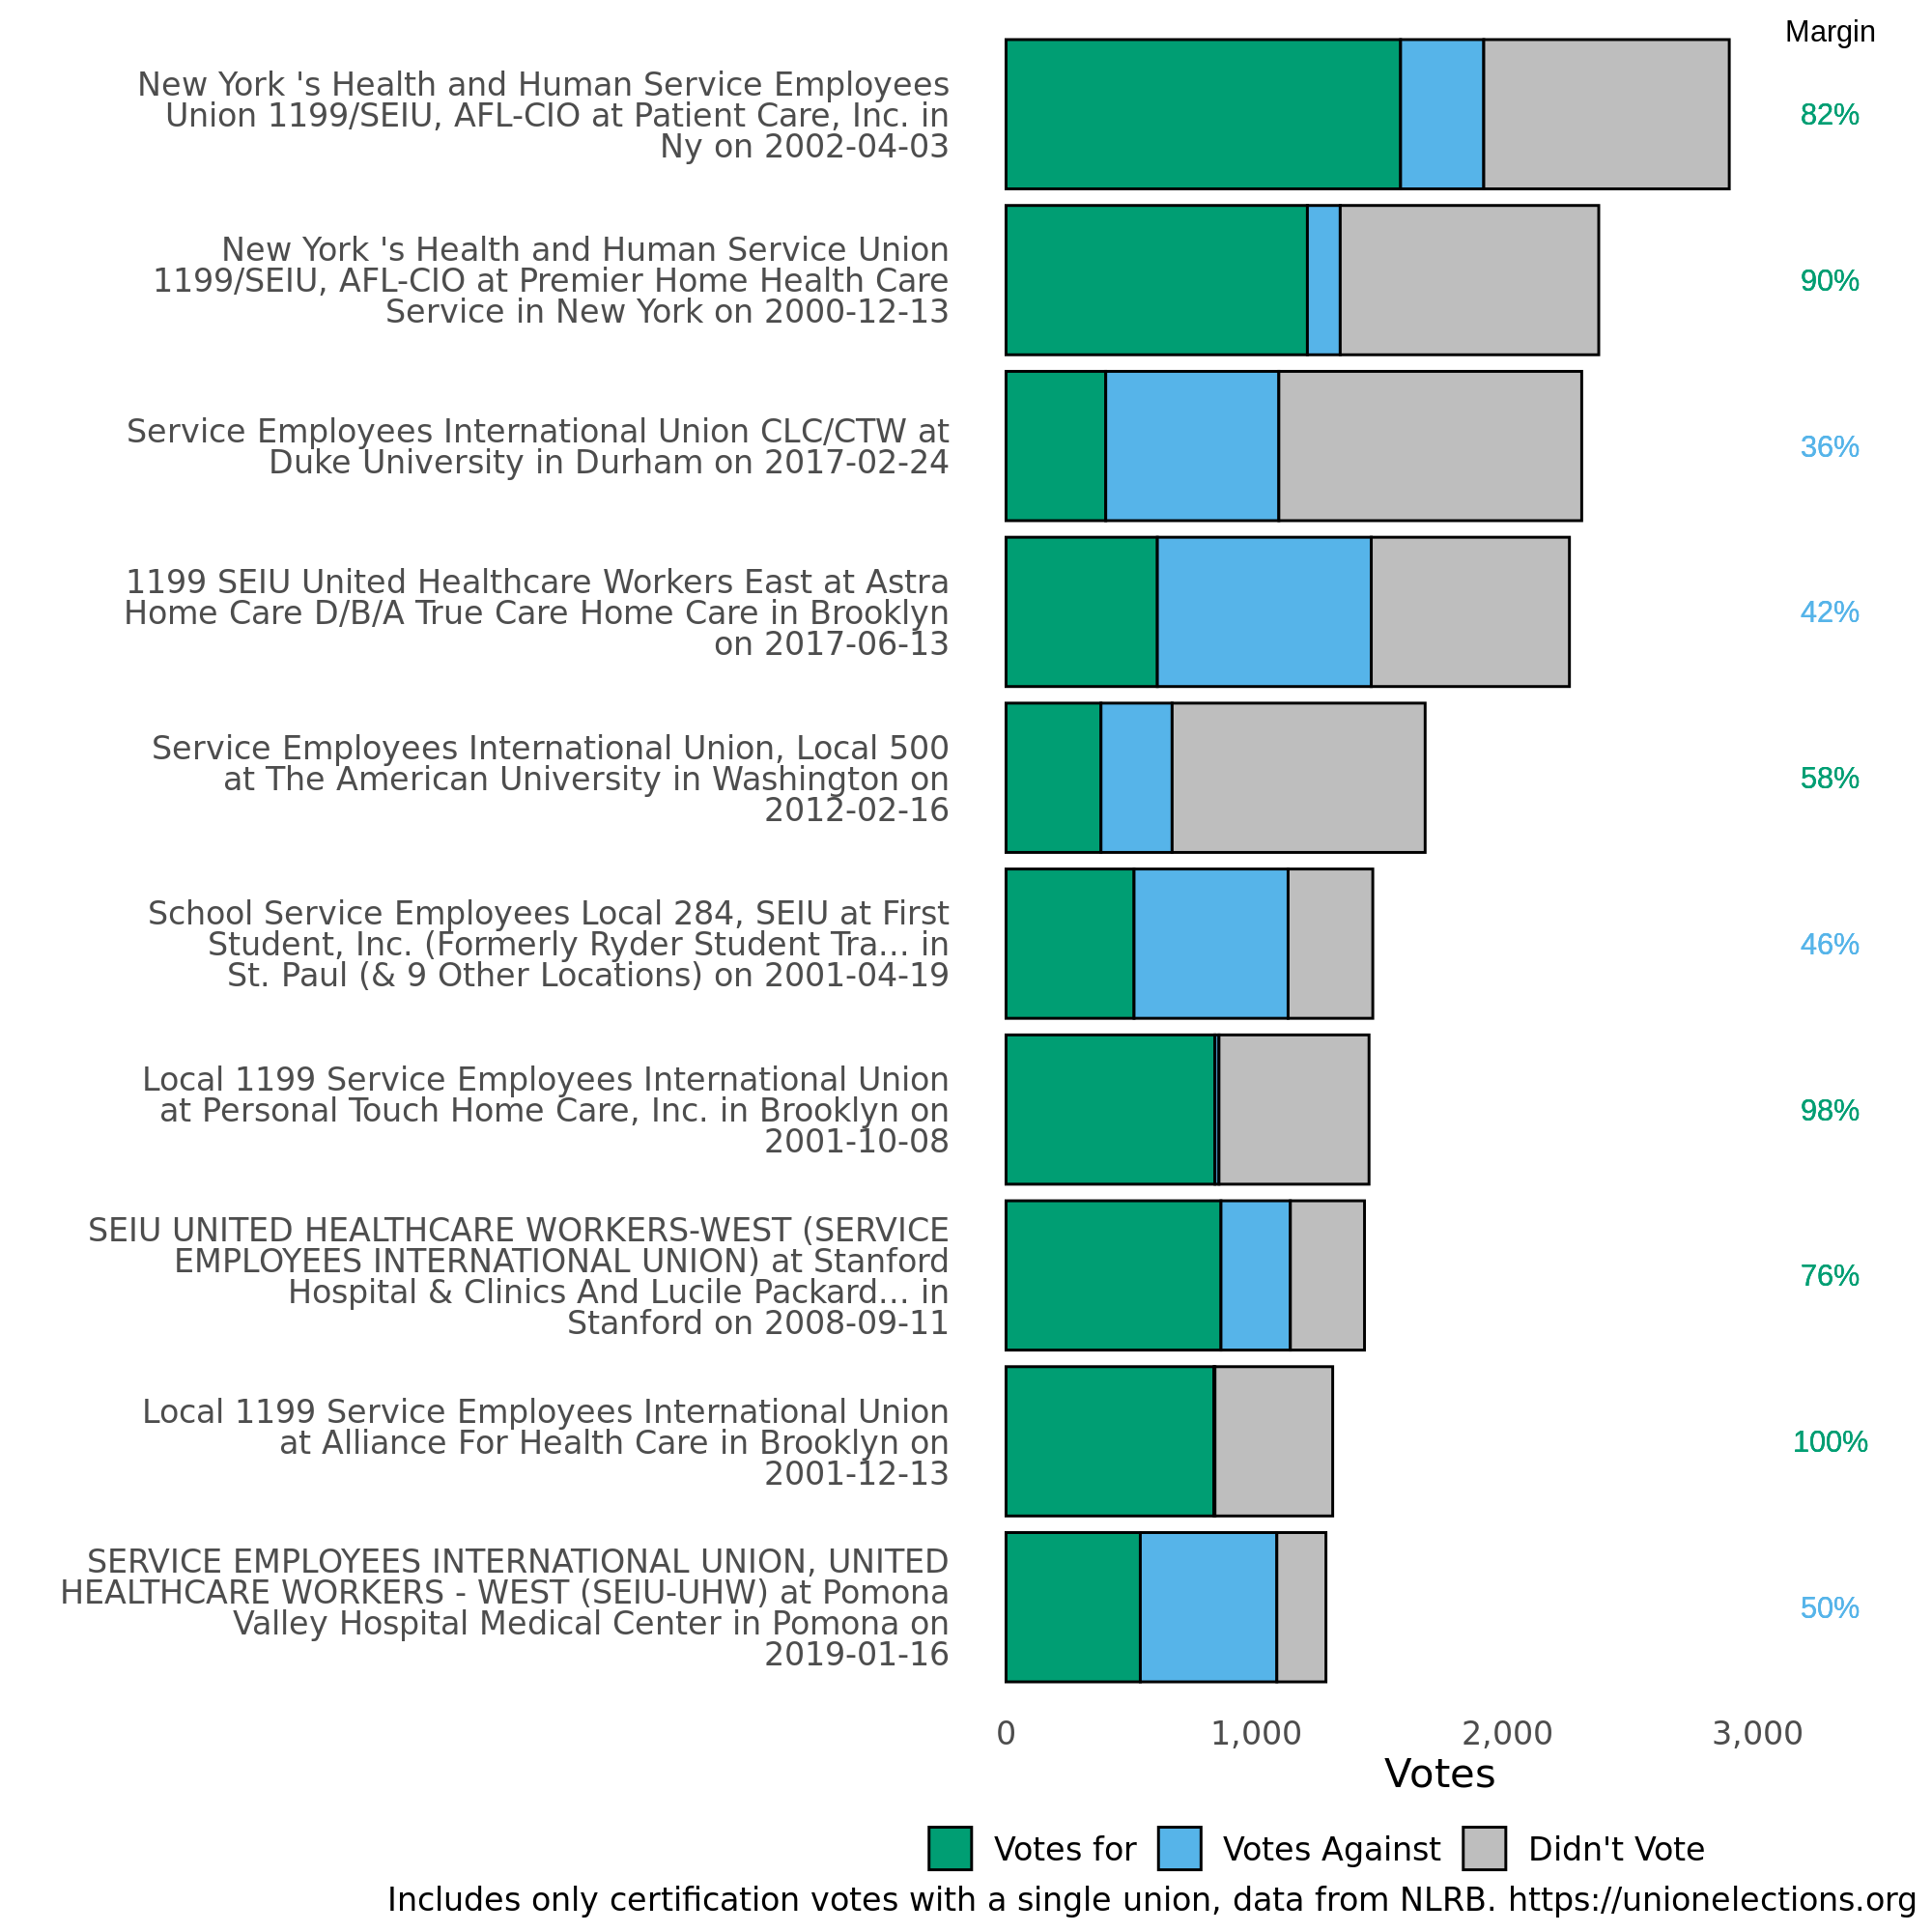 Margin
New York 's Health and Human Service Employees
Union 1199/SEIU, AFL-CIO at Patient Care, Inc. in
Ny on 2002-04-03
82%
New York 's Health and Human Service Union
1199/SEIU, AFL-CIO at Premier Home Health Care
Service in New York on 2000-12-13
90%
Service Employees International Union CLC/CTW at
Duke University in Durham on 2017-02-24
36%
1199 SEIU United Healthcare Workers East at Astra
Home Care D/B/A True Care Home Care in Brooklyn
on 2017-06-13
42%
Service Employees International Union, Local 500
at The American University in Washington on
2012-02-16
58%
School Service Employees Local 284, SEIU at First
Student, Inc. (Formerly Ryder Student Tra... in
St. Paul (& 9 Other Locations) on 2001-04-19
46%
Local 1199 Service Employees International Union
at Personal Touch Home Care, Inc. in Brooklyn on
2001-10-08
98%
SEIU UNITED HEALTHCARE WORKERS-WEST (SERVICE
EMPLOYEES INTERNATIONAL UNION) at Stanford
Hospital & Clinics And Lucile Packard... in
Stanford on 2008-09-11
76%
Local 1199 Service Employees International Union
at Alliance For Health Care in Brooklyn on
2001-12-13
100%
SERVICE EMPLOYEES INTERNATIONAL UNION, UNITED
HEALTHCARE WORKERS - WEST (SEIU-UHW) at Pomona
Valley Hospital Medical Center in Pomona on
2019-01-16
50%
0 1,000 2,000 3,000
Votes
Votes for Votes Against Didn't Vote
Includes only certification votes with a single union, data from NLRB. https://unionelections.org